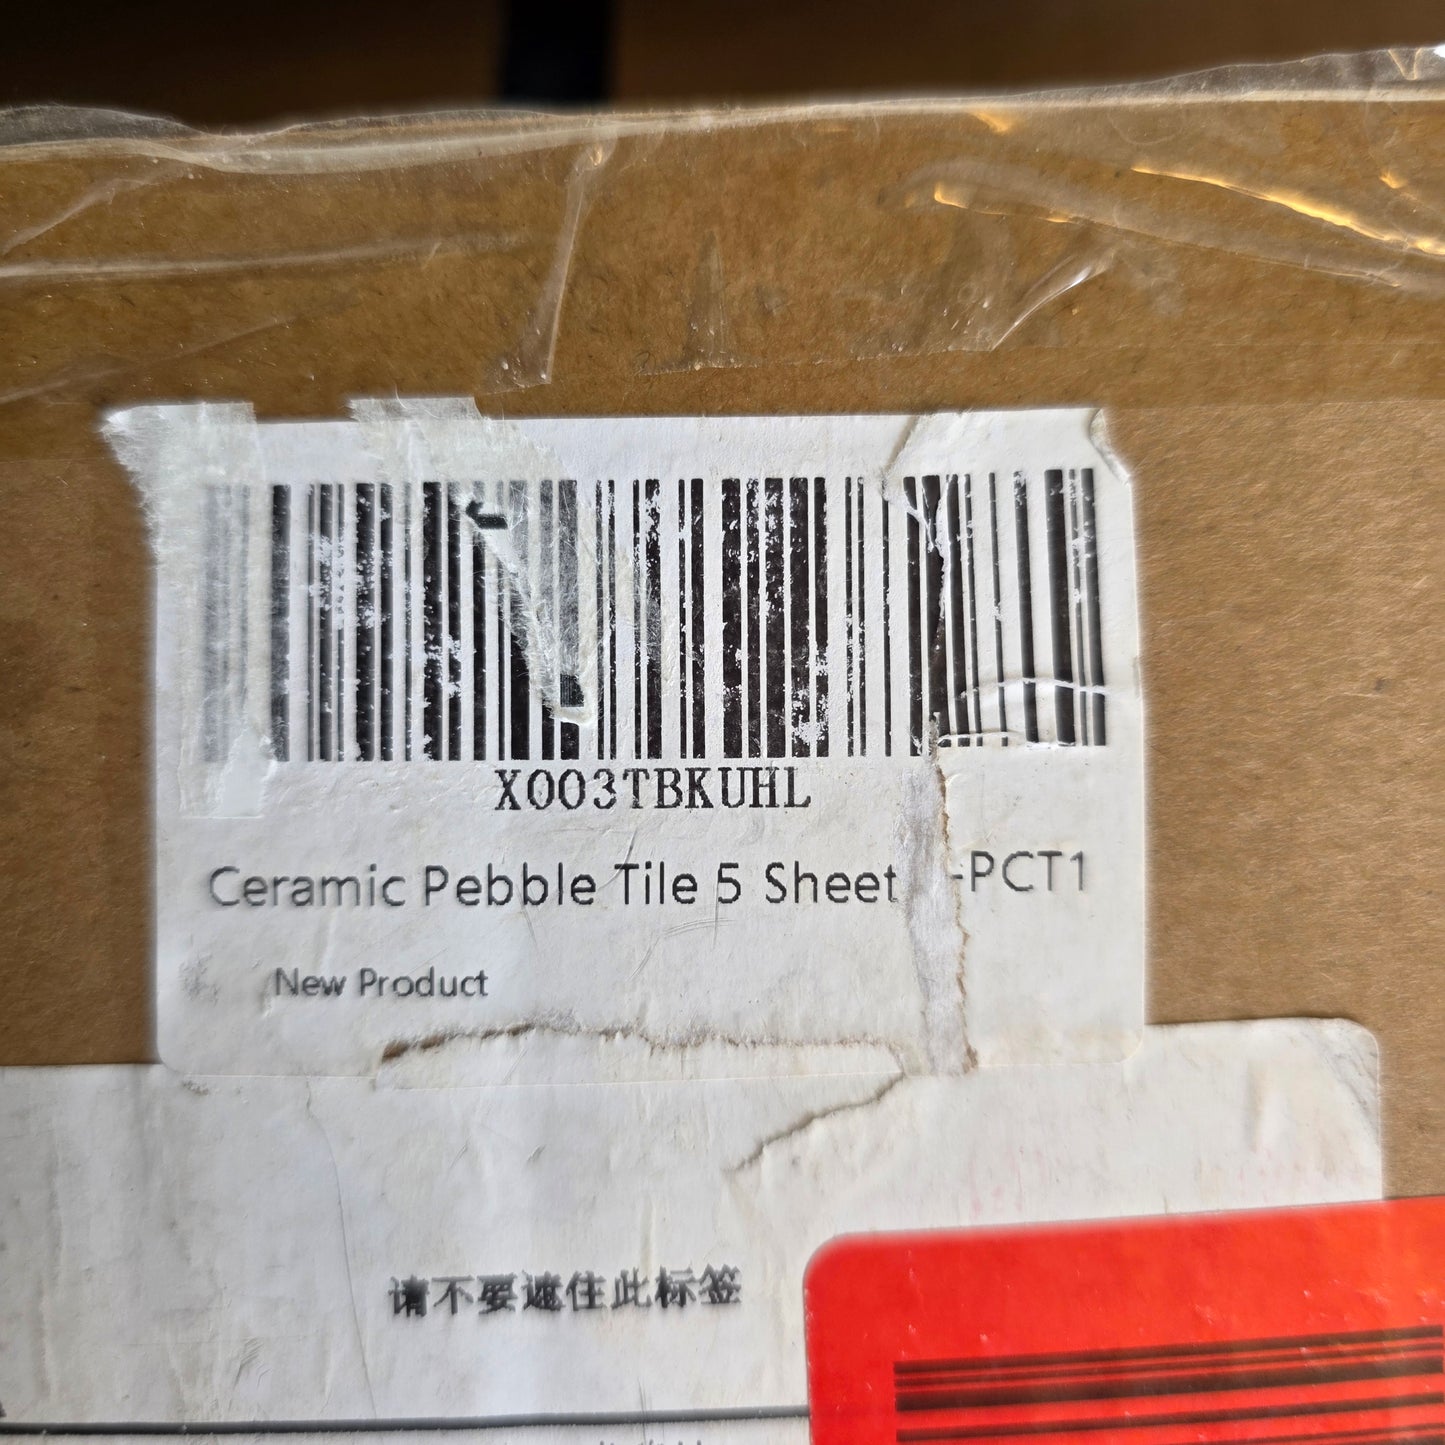 X003TBKUHL
Ceramic Pebble Tile 5 Sheet -PCT1
New Product
请不要遮住此标签